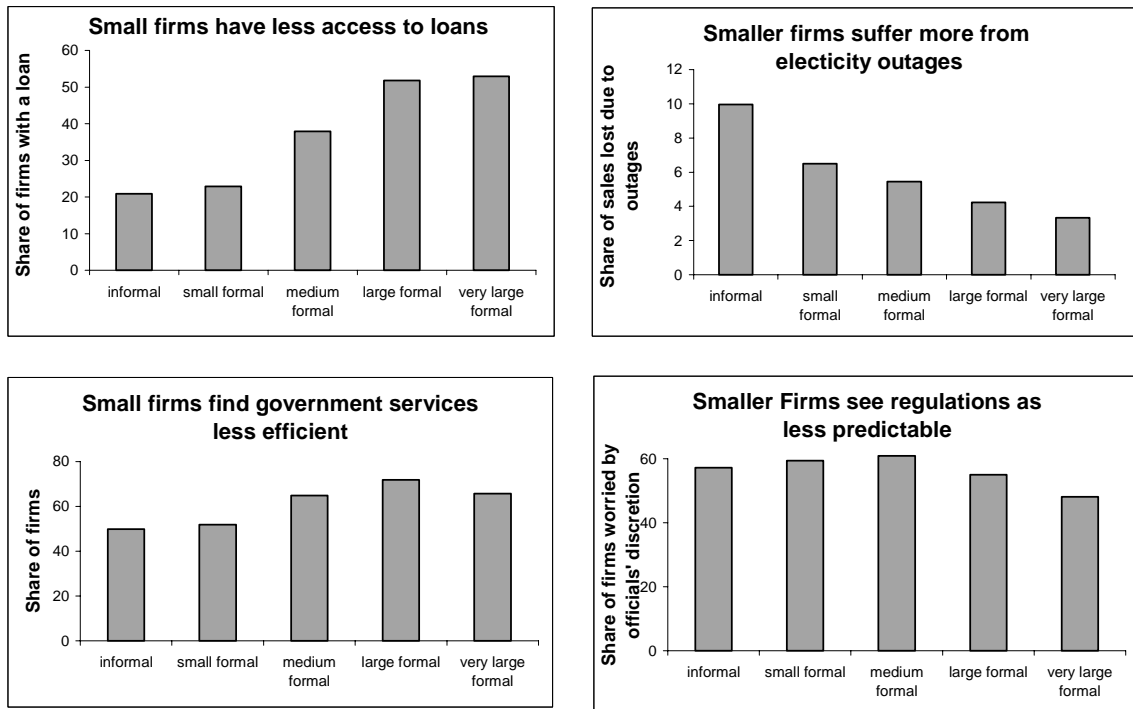 Small firms have less access to loans
Share of firms with a loan
60
50
40
30
20
10
0
informal small formal medium large formal very large
formal formal
Smaller firms suffer more from
electicity outages
Share of sales lost due to
outages
12
10
8
6
4
2
0
informal small medium large formal very large
formal formal formal
Small firms find government services
less efficient
Share of firms
80
60
40
20
0
informal small formal medium large formal very large
formal formal
Smaller Firms see regulations as
less predictable
Share of firms worried by
officials' discretion
60
40
20
0
informal small formal medium large formal very large
formal formal